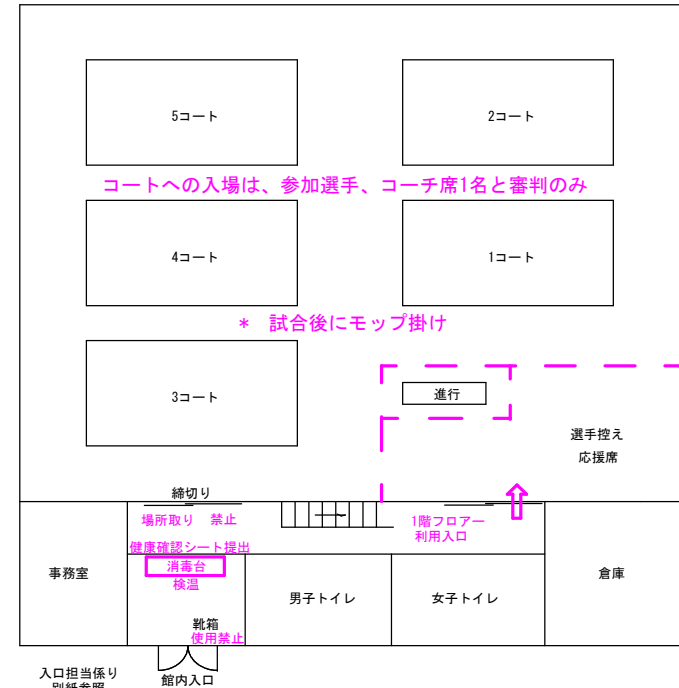 5コート
2コート
コートへの入場は、参加選手、コーチ席1名と審判のみ
4コート
1コート
* 試合後にモップ掛け
3コート
進行
選手控え
応援席
締切り
場所取り 禁止
1階フロアー
利用入口
健康確認シート提出
消毒台
検温
事務室
男子トイレ
女子トイレ
倉庫
靴箱
使用禁止
入口担当係り
別紙参照
館内入口